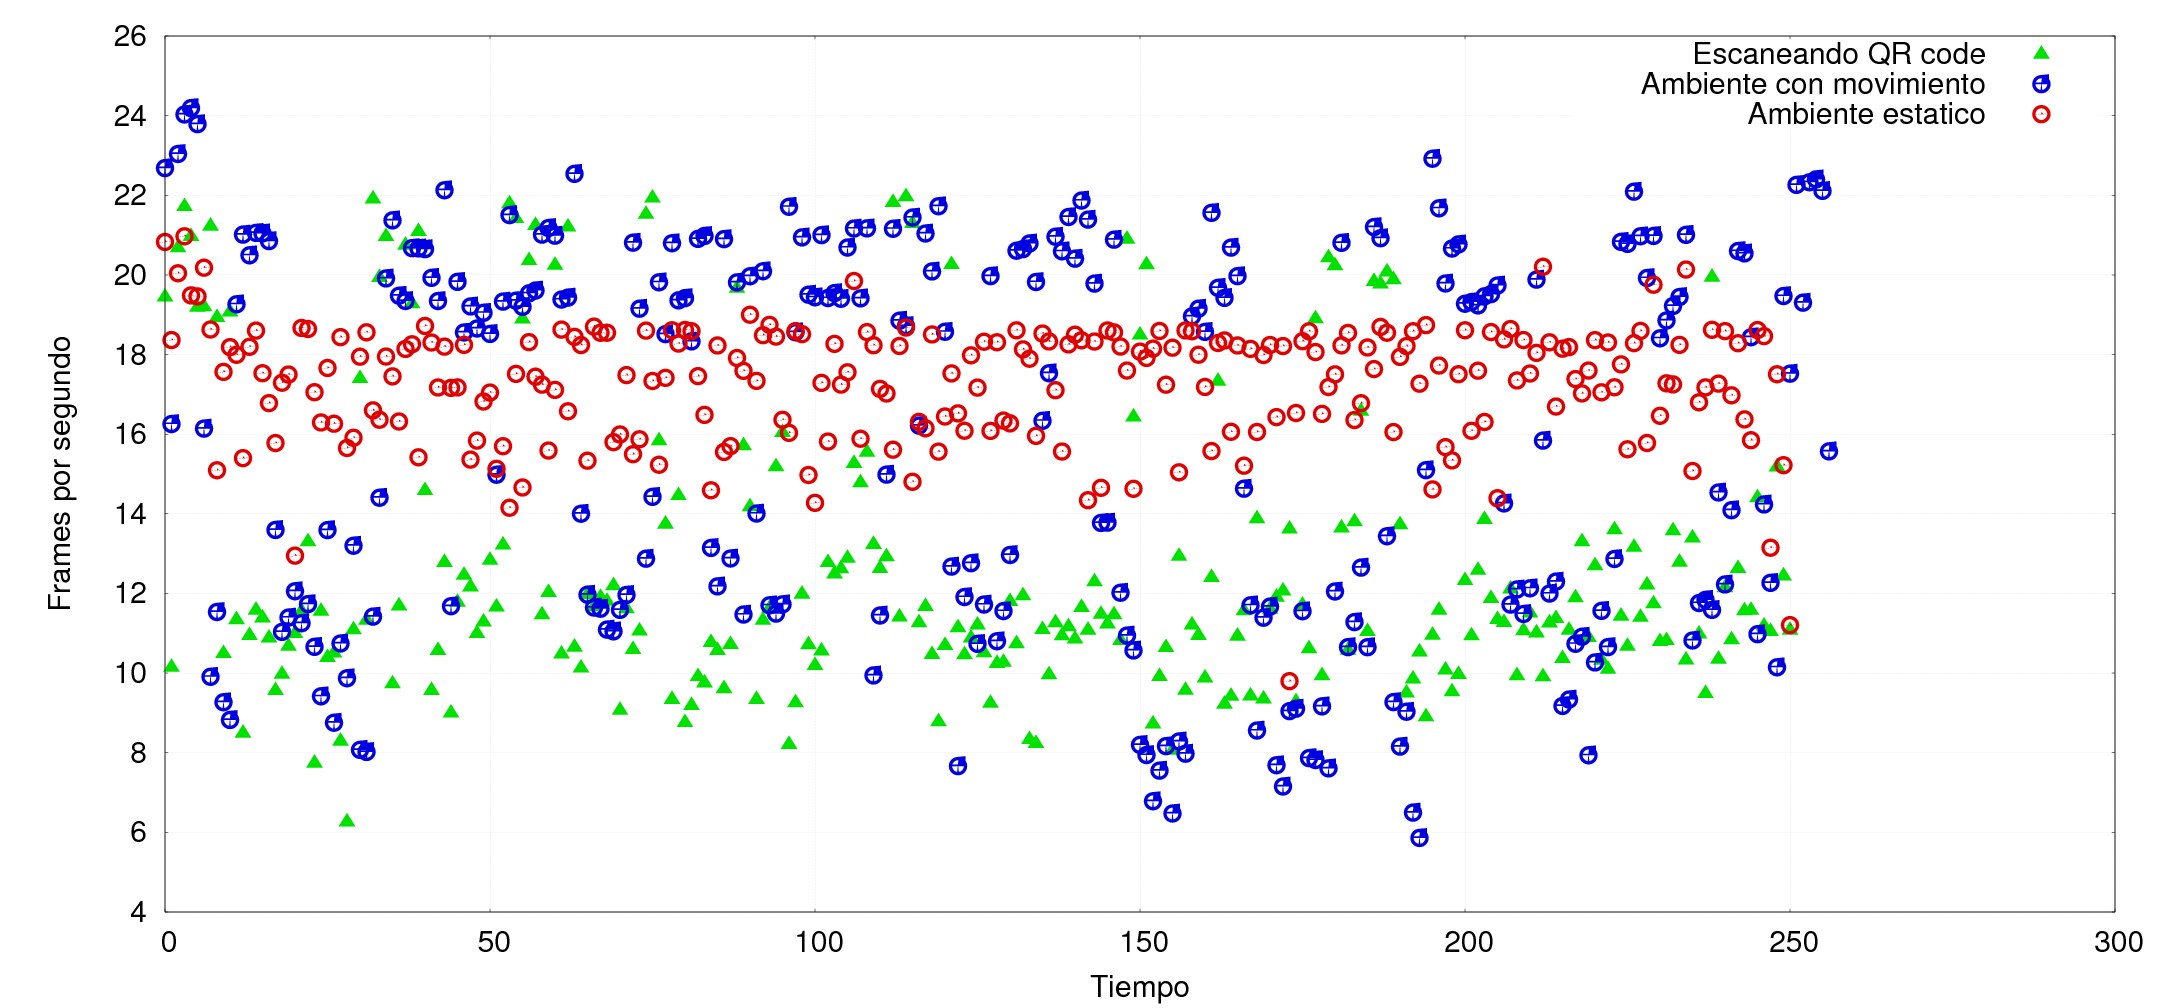 26
24
22
20
18
16
14
12
10
8
6
4
0 50 100 150 200 250 300
Frames por segundo
Tiempo
Escaneando QR code
Ambiente con movimiento
Ambiente estatico